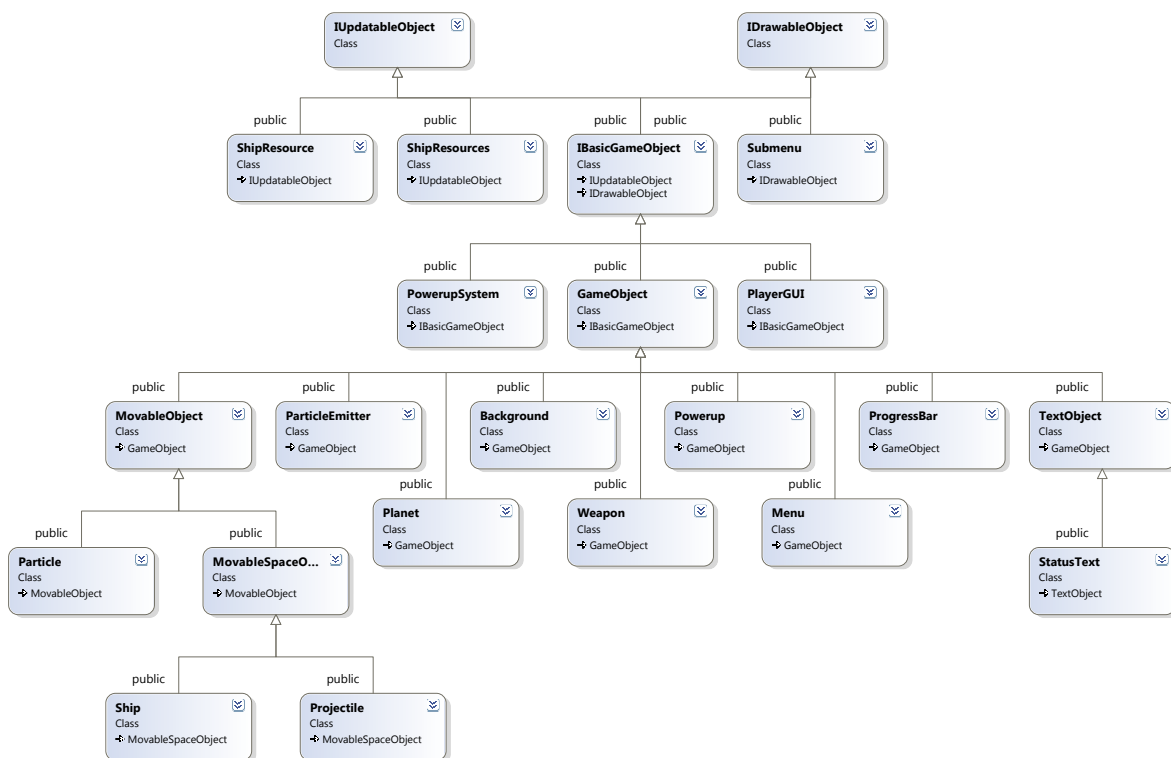 IUpdatableObject
Class
IDrawableObject
Class
public
public
public
public
public
ShipResource
Class
IUpdatableObject
ShipResources
Class
IUpdatableObject
IBasicGameObject
Class
IUpdatableObject
IDrawableObject
Submenu
Class
IDrawableObject
public
public
public
PowerupSystem
Class
IBasicGameObject
GameObject
Class
IBasicGameObject
PlayerGUI
Class
IBasicGameObject
public
public
public
public
public
public
MovableObject
Class
GameObject
ParticleEmitter
Class
GameObject
Background
Class
GameObject
Powerup
Class
GameObject
ProgressBar
Class
GameObject
TextObject
Class
GameObject
public
public
public
Planet
Class
GameObject
Weapon
Class
GameObject
Menu
Class
GameObject
public
public
public
Particle
Class
MovableObject
MovableSpaceO...
Class
MovableObject
StatusText
Class
TextObject
public
public
Ship
Class
MovableSpaceObject
Projectile
Class
MovableSpaceObject